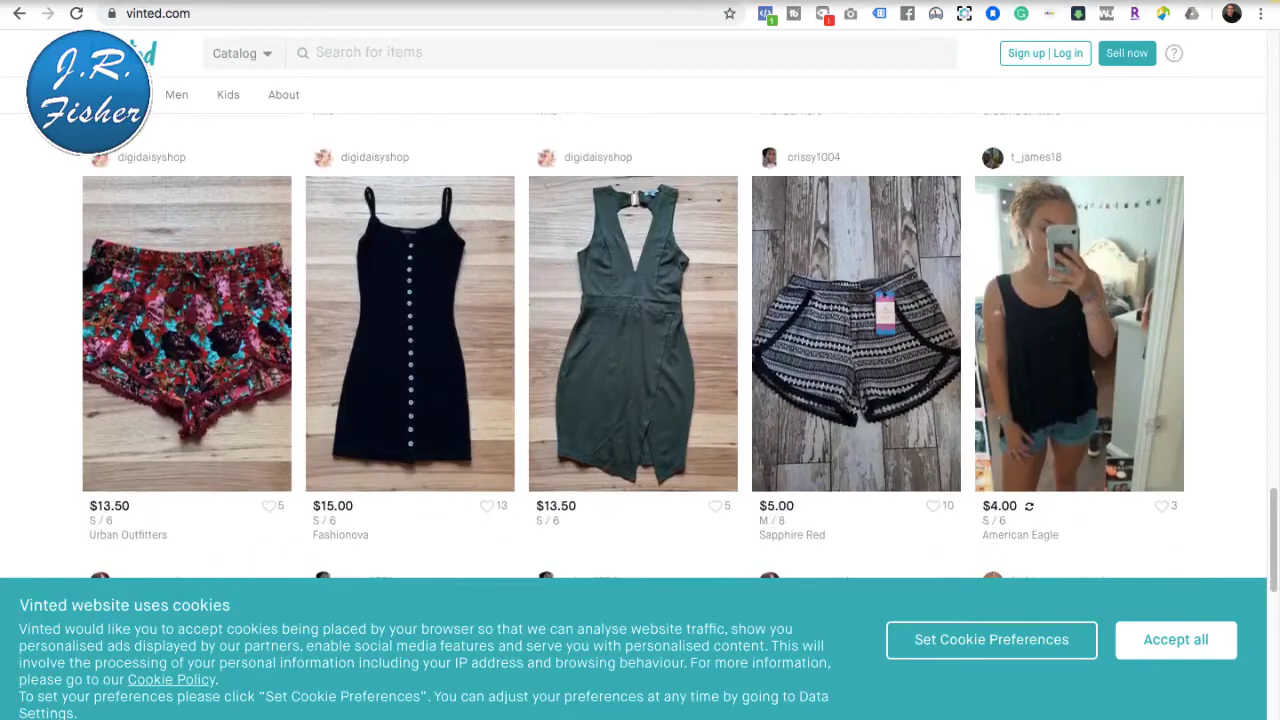 vinted.com
J.R.
Fisher
Catalog
Search for items
Sign up | Log in
Sell now
?
Men
Kids
About
digidaisyshop
digidaisyshop
digidaisyshop
crissy1004
t_james18
$13.50
5
S / 6
Urban Outfitters
$15.00
13
S / 6
Fashionova
$13.50
5
S / 6
$5.00
10
M / 8
Sapphire Red
$4.00
3
S / 6
American Eagle
Vinted website uses cookies
Vinted would like you to accept cookies being placed by your browser so that we can analyse website traffic, show you
personalised ads displayed by our partners, enable social media features and serve you with personalised content. This will
involve the processing of your personal information including your IP address and browsing behaviour. For more information,
please go to our Cookie Policy.
To set your preferences please click “Set Cookie Preferences”. You can adjust your preferences at any time by going to Data
Settings.
Set Cookie Preferences
Accept all